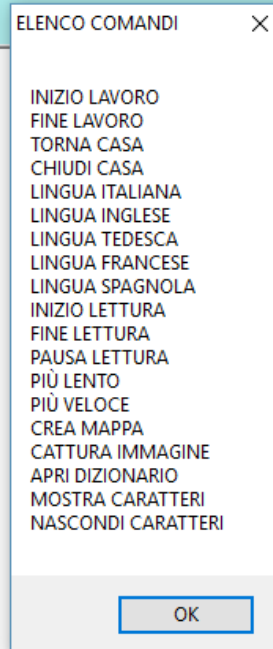 ELENCO COMANDI
INIZIO LAVORO
FINE LAVORO
TORNA CASA
CHIUDI CASA
LINGUA ITALIANA
LINGUA INGLESE
LINGUA TEDESCA
LINGUA FRANCESE
LINGUA SPAGNOLA
INIZIO LETTURA
FINE LETTURA
PAUSA LETTURA
PIÙ LENTO
PIÙ VELOCE
CREA MAPPA
CATTURA IMMAGINE
APRI DIZIONARIO
MOSTRA CARATTERI
NASCONDI CARATTERI
OK